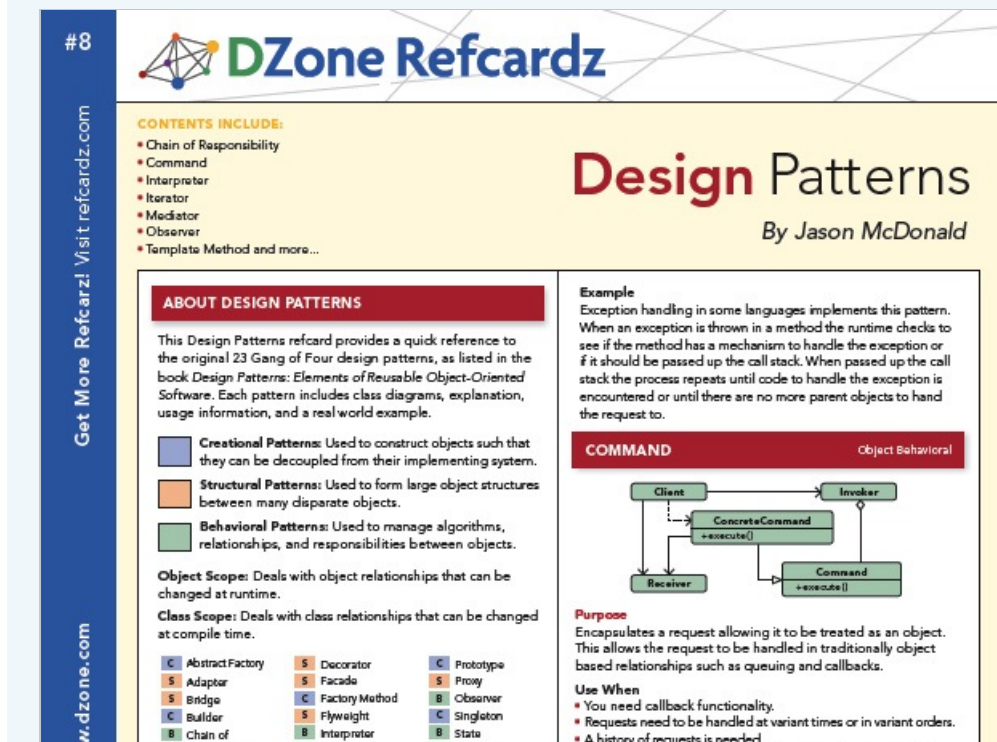 #8
DZone Refcardz
Get More Refcarz! Visit refcardz.com
w.dzone.com
CONTENTS INCLUDE:
• Chain of Responsibility
• Command
• Interpreter
• Iterator
• Mediator
• Observer
• Template Method and more...
Design Patterns
By Jason McDonald
ABOUT DESIGN PATTERNS
This Design Patterns refcard provides a quick reference to
the original 23 Gang of Four design patterns, as listed in the
book Design Patterns: Elements of Reusable Object-Oriented
Software. Each pattern includes class diagrams, explanation,
usage information, and a real world example.
Creational Patterns: Used to construct objects such that
they can be decoupled from their implementing system.
Structural Patterns: Used to form large object structures
between many disparate objects.
Behavioral Patterns: Used to manage algorithms,
relationships, and responsibilities between objects.
Object Scope: Deals with object relationships that can be
changed at runtime.
Class Scope: Deals with class relationships that can be changed
at compile time.
C Abstract Factory
S Adapter
S Bridge
C Builder
B Chain of
S Decorator
S Facade
C Factory Method
S Flyweight
B Interpreter
C Prototype
S Proxy
B Observer
C Singleton
B State
Example
Exception handling in some languages implements this pattern.
When an exception is thrown in a method the runtime checks to
see if the method has a mechanism to handle the exception or
if it should be passed up the call stack. When passed up the call
stack the process repeats until code to handle the exception is
encountered or until there are no more parent objects to hand
the request to.
COMMAND Object Behavioral
Client
Invoker
ConcreteCommand
+execute()
Command
+execute()
Receiver
Purpose
Encapsulates a request allowing it to be treated as an object.
This allows the request to be handled in traditionally object
based relationships such as queuing and callbacks.
Use When
• You need callback functionality.
• Requests need to be handled at variant times or in variant orders.
• A history of requests is needed.